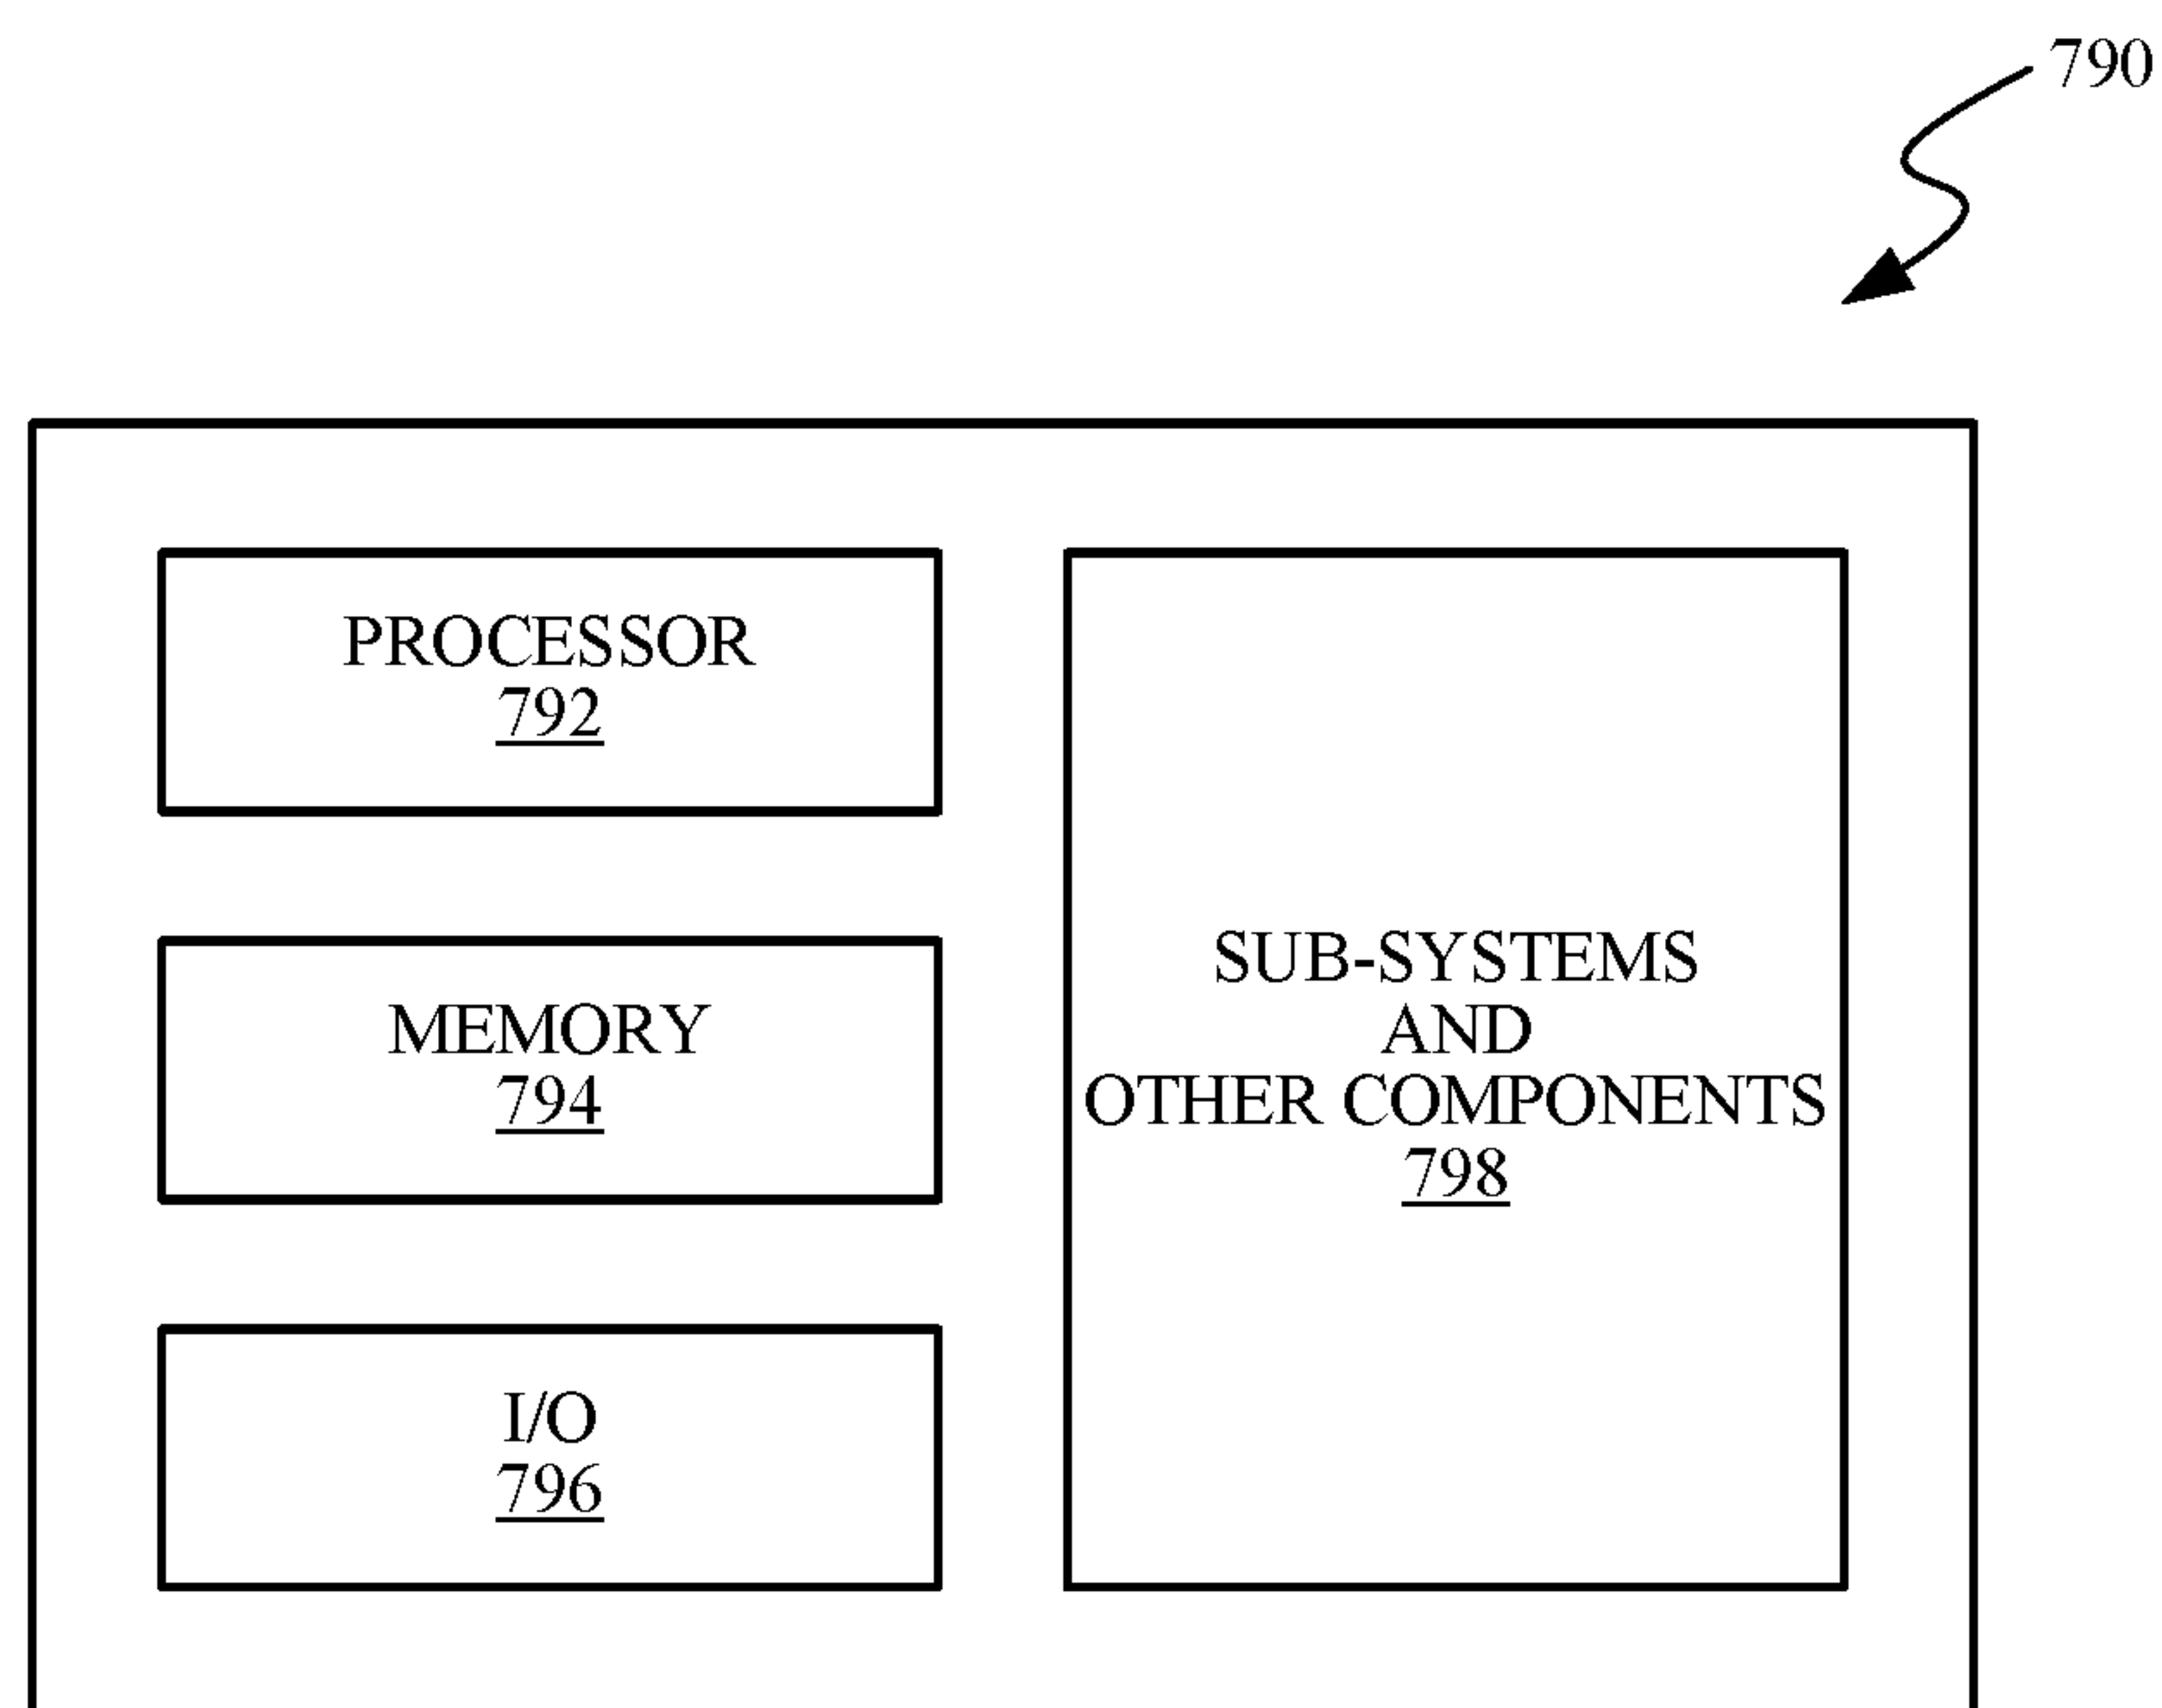 790
PROCESSOR
792
MEMORY
794
I/O
796
SUB-SYSTEMS
AND
OTHER COMPONENTS
798